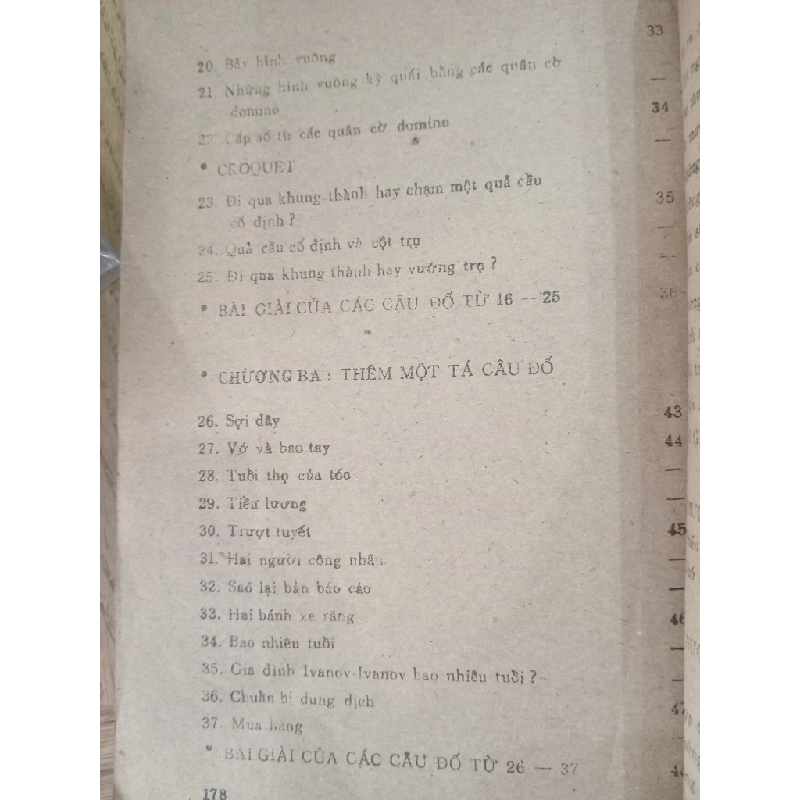 33
20. Bảy hình vuông
21. Những hình vuông kỳ quái bằng các quân cờ
domino
—
34
22. Cấp số từ các quân cờ domino
—
* CROQUET
23. Đi qua khung thành hay chạm một quả cầu
cố định ?
35
24. Quả cầu cố định và cột trụ
—
25. Đi qua khung thành hay vướng trụ ?
—
* BÀI GIẢI CỦA CÁC CÂU ĐỐ TỪ 16 — 25
36
* CHƯƠNG BA : THÊM MỘT TÁ CÂU ĐỐ
26. Sợi dây 43
27. Vớ và bao tay 44
28. Tuổi thọ của tóc —
29. Tiền lương —
30. Trượt tuyết 45
31. Hai người công nhân —
32. Sao lại bản báo cáo —
33. Hai bánh xe răng 46
34. Bao nhiêu tuổi —
35. Gia đình Ivanov-Ivanov bao nhiêu tuổi ? —
36. Chuẩn bị dung dịch 47
37. Mua hàng —
* BÀI GIẢI CỦA CÁC CÂU ĐỐ TỪ 26 — 37
178